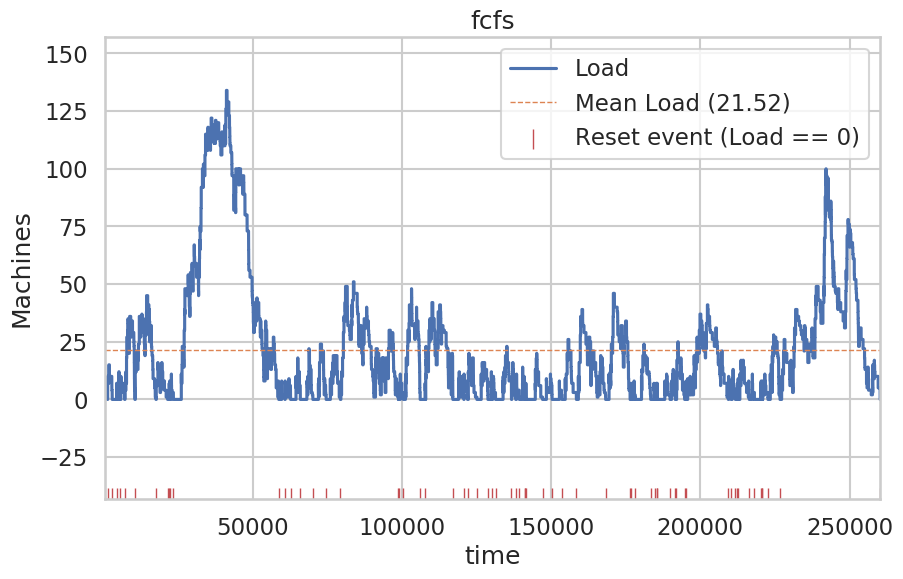 fcfs
150
125
100
75
50
25
0
−25
Machines
Load
Mean Load (21.52)
Reset event (Load == 0)
50000
100000
150000
200000
250000
time